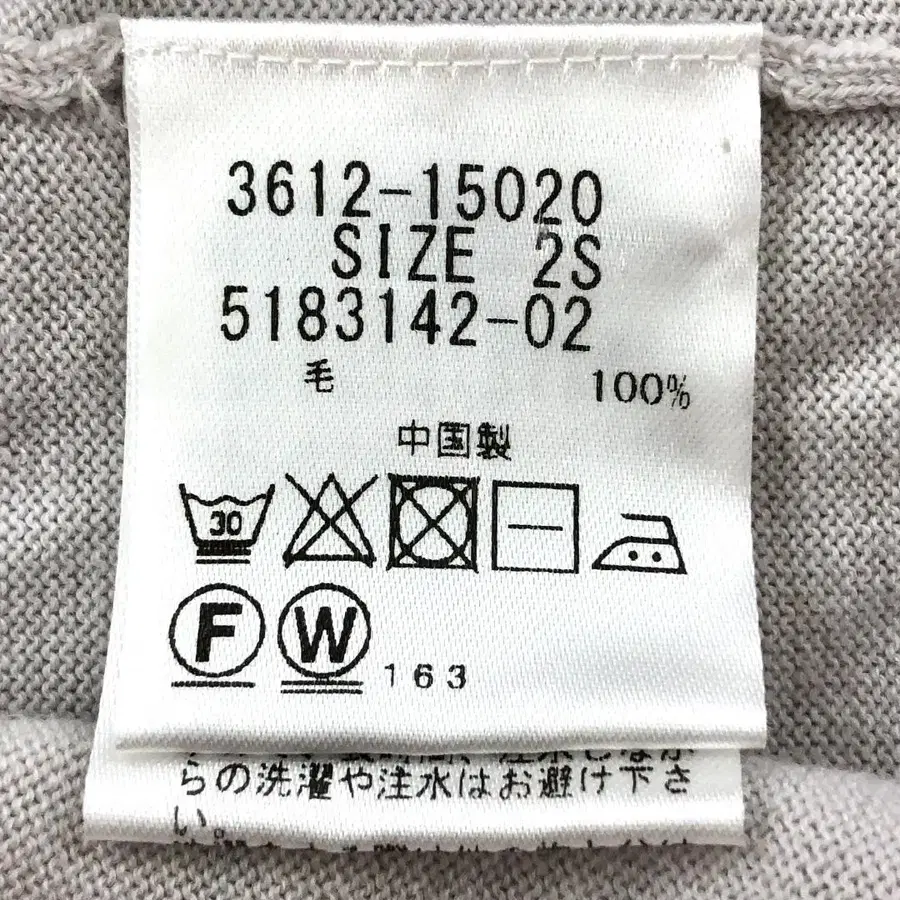 3612-15020
SIZE 2S
5183142-02
毛 100%
中国製
30
F W 163
らの洗濯や注水はお避け下さ
い。